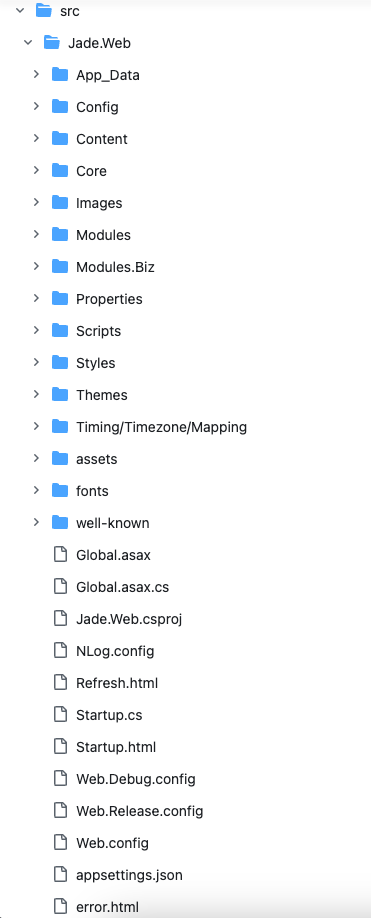 src
Jade.Web
App_Data
Config
Content
Core
Images
Modules
Modules.Biz
Properties
Scripts
Styles
Themes
Timing/Timezone/Mapping
assets
fonts
well-known
Global.asax
Global.asax.cs
Jade.Web.csproj
NLog.config
Refresh.html
Startup.cs
Startup.html
Web.Debug.config
Web.Release.config
Web.config
appsettings.json
error.html